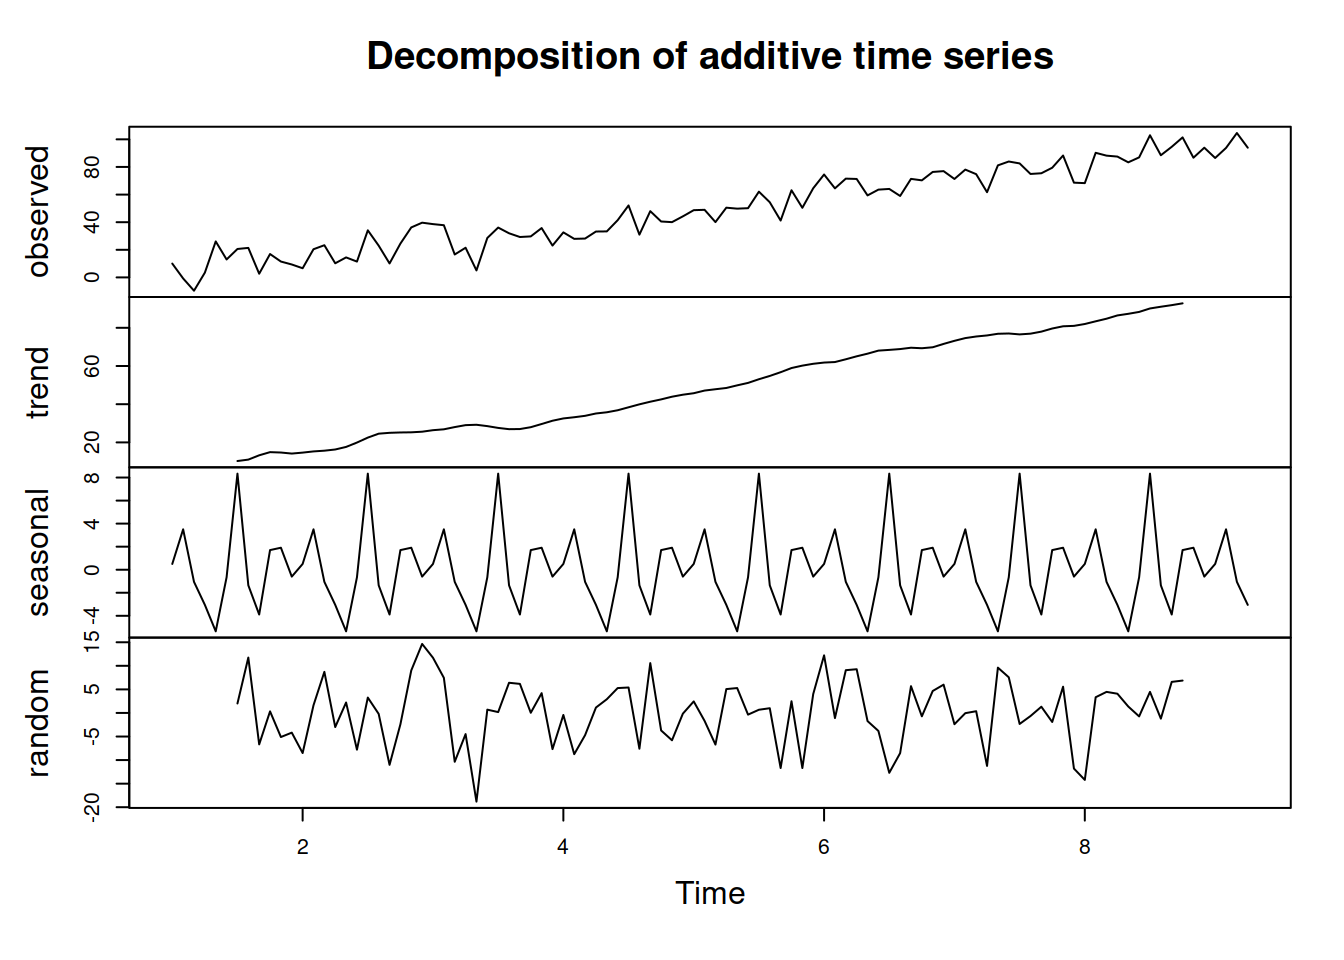 Decomposition of additive time series
observed
0 40 80
trend
20 60
seasonal
-4 0 4 8
random
-20 -5 5 15
2 4 6 8
Time